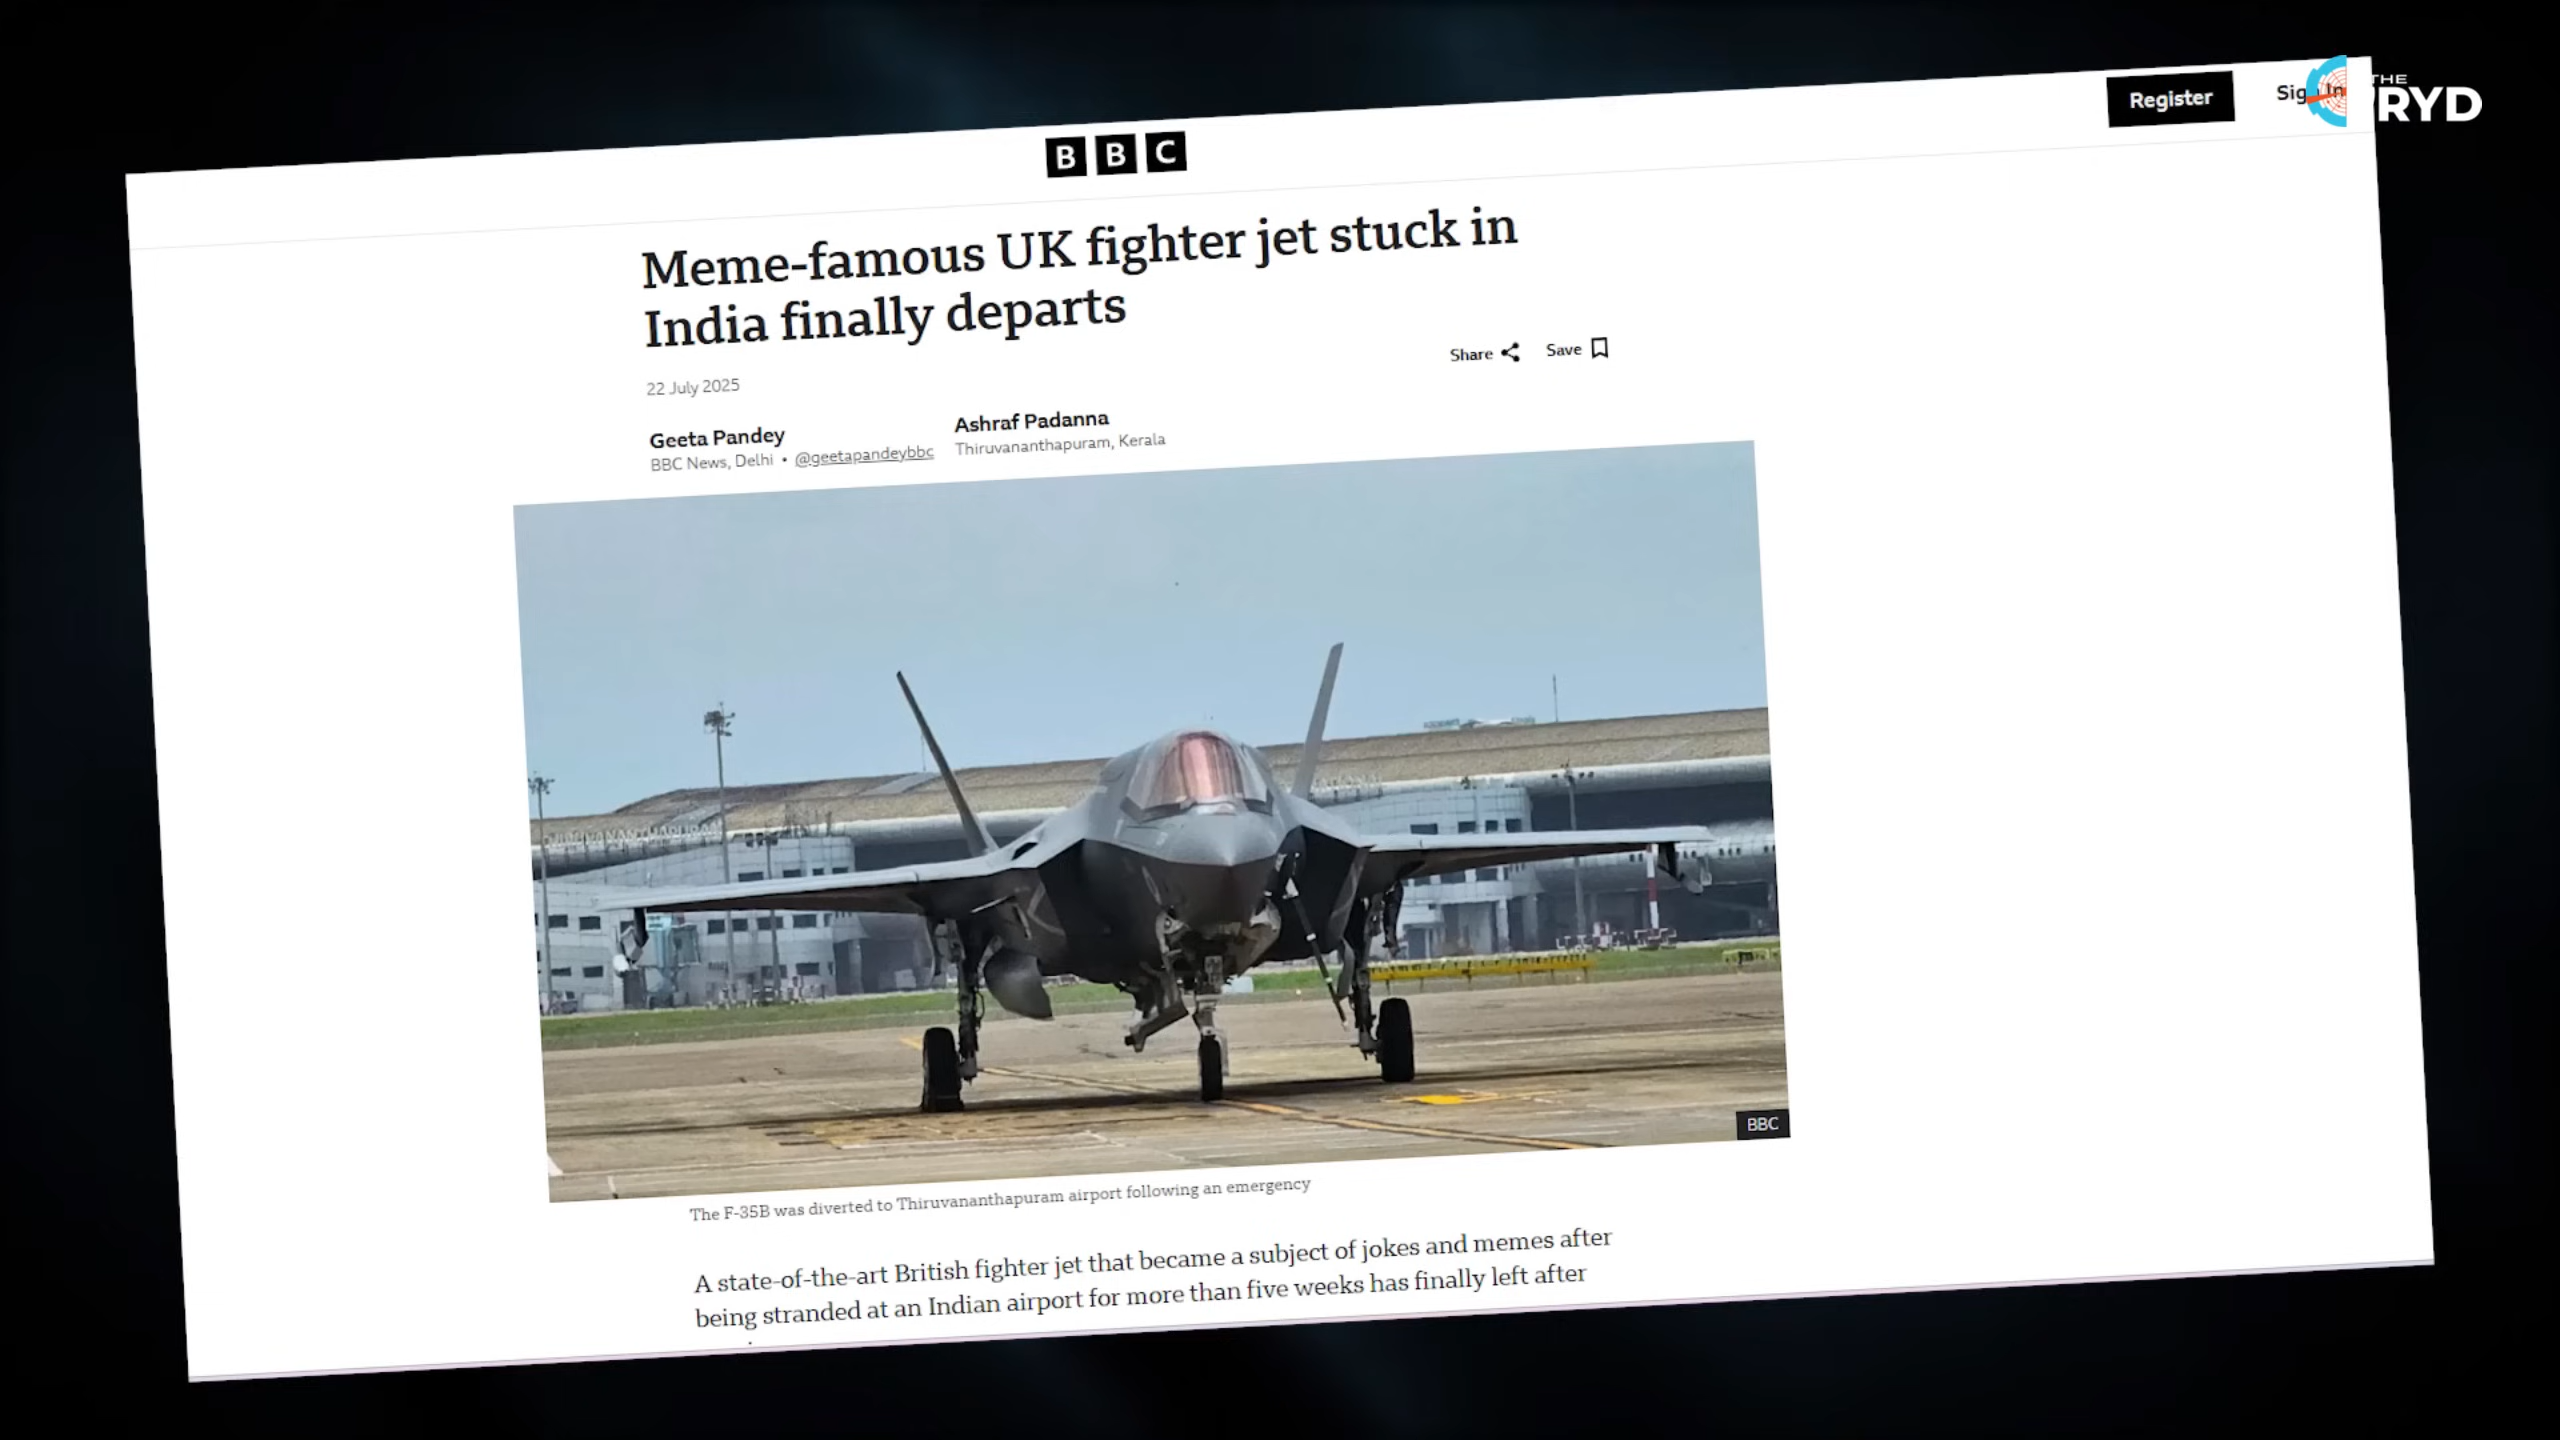 THE
RYD
Register
BBC
Meme-famous UK fighter jet stuck in
India finally departs
Share
Save
22 July 2025
Geeta Pandey
BBC News, Delhi • @geetapandeybbc
Ashraf Padanna
Thiruvananthapuram, Kerala
BBC
The F-35B was diverted to Thiruvananthapuram airport following an emergency
A state-of-the-art British fighter jet that became a subject of jokes and memes after
being stranded at an Indian airport for more than five weeks has finally left after